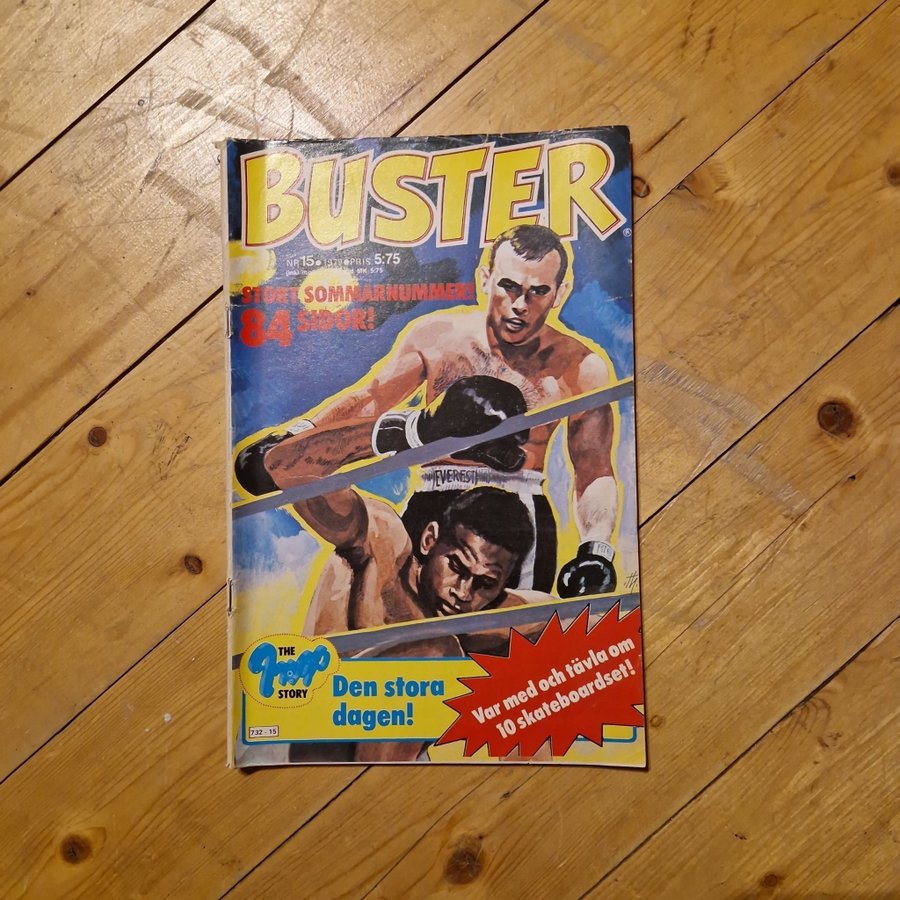 BUSTER
®
NR 15 • 1979 • PRIS 5:75
STORT SOMMARNUMMER!
84 SIDOR!
EVEREST
THE
STORY
Den stora
dagen!
732 - 15
Var med och tävla om
10 skateboardset!